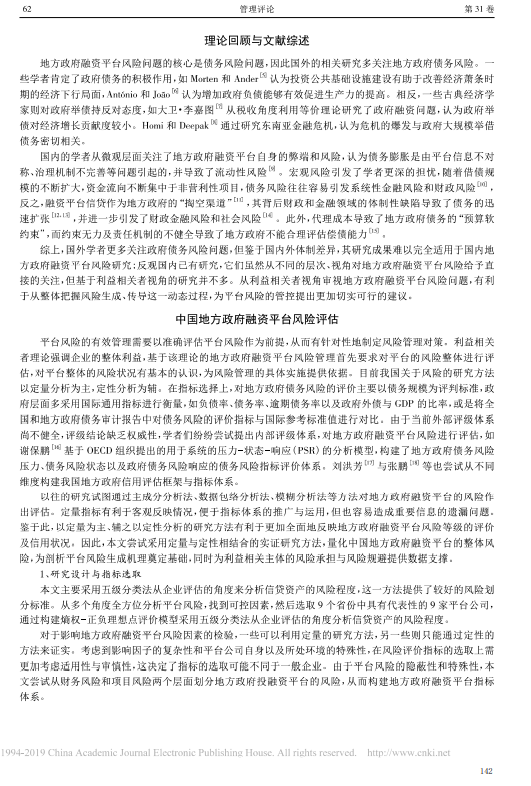 62
管理评论
第 31 卷
理论回顾与文献综述
地方政府融资平台风险问题的核心是债务风险问题,因此国外的相关研究多关注地方政府债务风险。一
些学者肯定了政府债务的积极作用,如 Morten 和 Ander[5] 认为投资公共基础设施建设有助于改善经济萧条时
期的经济下行局面,António 和 João[6] 认为增加政府负债能够有效促进生产力的提高。相反,一些古典经济学
家则对政府举债持反对态度,如大卫·李嘉图[7] 从税收角度利用等价理论研究了政府融资问题,认为政府举
债对经济增长贡献度较小。Homi 和 Deepak[8] 通过研究东南亚金融危机,认为危机的爆发与政府大规模举借
债务密切相关。
国内的学者从微观层面关注了地方政府融资平台自身的弊端和风险,认为债务膨胀是由平台信息不对
称、治理机制不完善等问题引起的,并导致了流动性风险[9]。宏观风险引发了学者更深的担忧,随着借债规
模的不断扩大,资金流向不断集中于非营利性项目,债务风险往往容易引发系统性金融风险和财政风险[10],
反之,融资平台信贷作为地方政府的“掏空渠道”[11],其背后财政和金融领域的体制性缺陷导致了债务的迅
速扩张[12,13],并进一步引发了财政金融风险和社会风险[14]。此外,代理成本导致了地方政府债务的“预算软
约束”,而约束无力及责任机制的不健全导致了地方政府不能合理评估偿债能力[15]。
综上,国外学者更多关注政府债务风险问题,但鉴于国内外体制差异,其研究成果难以完全适用于国内地
方政府融资平台风险研究;反观国内已有研究,它们虽然从不同的层次、视角对地方政府融资平台风险给予直
接的关注,但基于利益相关者视角的研究并不多。从利益相关者视角审视地方政府融资平台风险问题,有利
于从整体把握风险生成、传导这一动态过程,为平台风险的管控提出更加切实可行的建议。
中国地方政府融资平台风险评估
平台风险的有效管理需要以准确评估平台风险作为前提,从而有针对性地制定风险管理对策。利益相关
者理论强调企业的整体利益,基于该理论的地方政府融资平台风险管理首先要求对平台的风险整体进行评
估,对平台整体的风险状况有基本的认识,为风险管理的具体实施提供依据。目前我国关于风险的研究方法
以定量分析为主,定性分析为辅。在指标选择上,对地方政府债务风险的评价主要以债务规模为评判标准,政
府层面多采用国际通用指标进行衡量,如负债率、债务率、逾期债务率以及政府外债与 GDP 的比率,或是将全
国和地方政府债务审计报告中对债务风险的评价指标与国际参考标准值进行对比。由于当前外部评级体系
尚不健全,评级结论缺乏权威性,学者们纷纷尝试提出内部评级体系,对地方政府融资平台风险进行评估,如
谢保鹏[16] 基于 OECD 组织提出的用于系统的压力-状态-响应(PSR)的分析模型,构建了地方政府债务风险
压力、债务风险状态以及政府债务风险响应的债务风险指标评价体系。刘洪芳[17] 与张鹏[18] 等也尝试从不同
维度构建我国地方政府信用评估框架与指标体系。
以往的研究试图通过主成分分析法、数据包络分析法、模糊分析法等方法对地方政府融资平台的风险作
出评估。定量指标有利于客观反映情况,便于指标体系的推广与运用,但也容易造成重要信息的遗漏问题。
鉴于此,以定量为主、辅之以定性分析的研究方法有利于更加全面地反映地方政府融资平台风险等级的评价
及信用状况。因此,本文尝试采用定量与定性相结合的实证研究方法,量化中国地方政府融资平台的整体风
险,为剖析平台风险生成机理奠定基础,同时为利益相关主体的风险承担与风险规避提供数据支撑。
1、研究设计与指标选取
本文主要采用五级分类法从企业评估的角度来分析信贷资产的风险程度,这一方法提供了较好的风险划
分标准。从多个角度全方位分析平台风险,找到可控因素,然后选取 9 个省份中具有代表性的 9 家平台公司,
通过构建熵权-正负理想点评价模型采用五级分类法从企业评估的角度分析信贷资产的风险程度。
对于影响地方政府融资平台风险因素的检验,一些可以利用定量的研究方法,另一些则只能通过定性的
方法来证实。考虑到影响因子的复杂性和平台公司自身以及所处环境的特殊性,在风险评价指标的选取上需
更加考虑适用性与审慎性,这决定了指标的选取可能不同于一般企业。由于平台风险的隐蔽性和特殊性,本
文尝试从财务风险和项目风险两个层面划分地方政府投融资平台的风险,从而构建地方政府融资平台指标
体系。
1994-2019 China Academic Journal Electronic Publishing House. All rights reserved. http://www.cnki.net
142